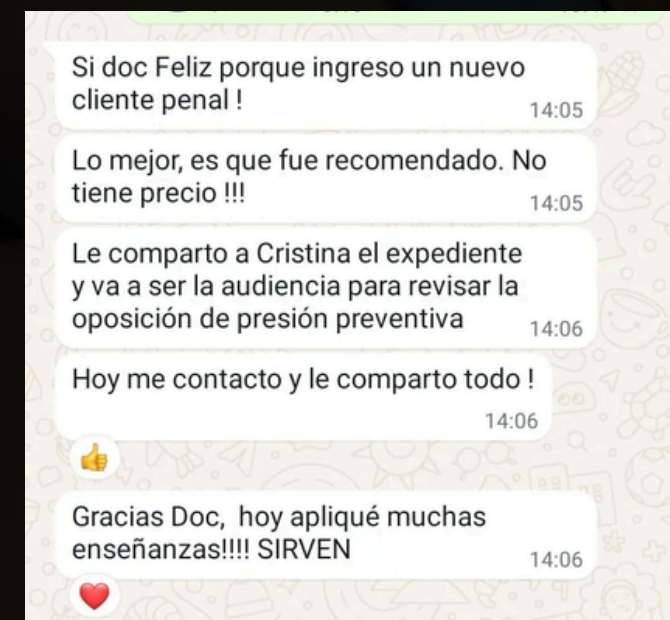 Si doc Feliz porque ingreso un nuevo
cliente penal !
14:05
Lo mejor, es que fue recomendado. No
tiene precio !!!
14:05
Le comparto a Cristina el expediente
y va a ser la audiencia para revisar la
oposición de presión preventiva
14:06
Hoy me contacto y le comparto todo !
14:06
Gracias Doc, hoy apliqué muchas
enseñanzas!!!! SIRVEN
14:06